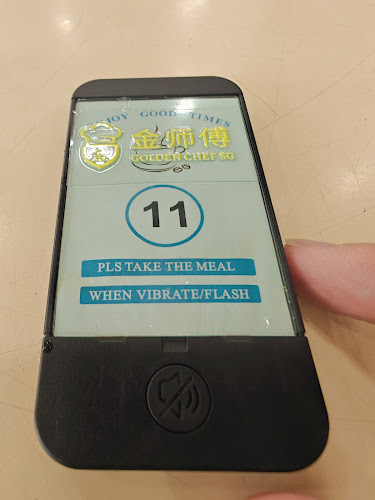 ENJOY GOOD TIMES
金师傅
GOLDEN CHEF SG
11
PLS TAKE THE MEAL
WHEN VIBRATE/FLASH